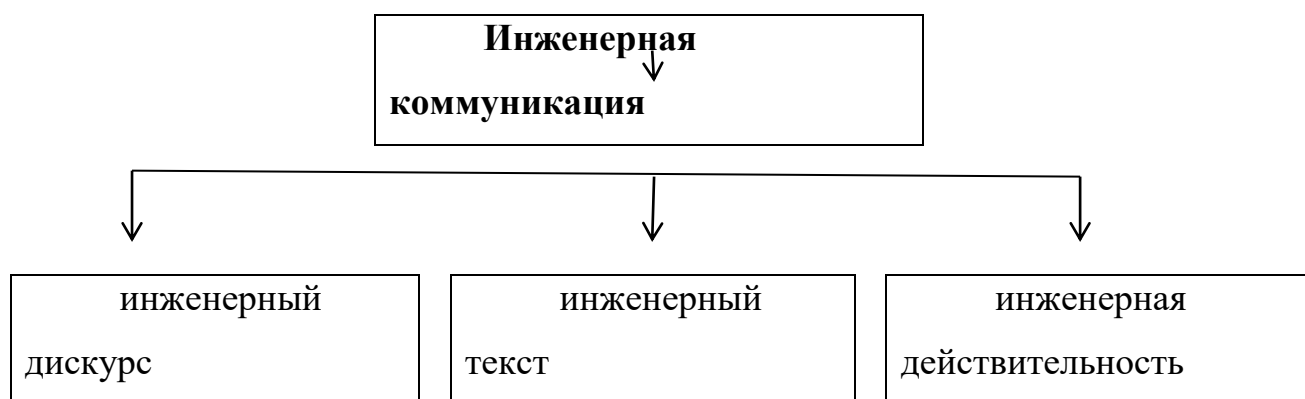 Инженерная
коммуникация
инженерный
дискурс
инженерный
текст
инженерная
действительность